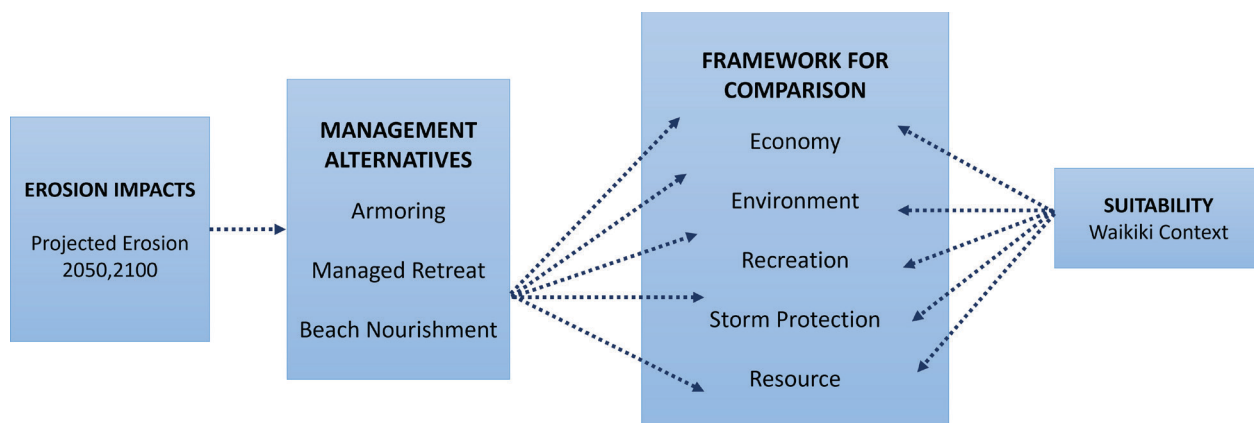 EROSION IMPACTS
Projected Erosion
2050,2100
MANAGEMENT
ALTERNATIVES
Armoring
Managed Retreat
Beach Nourishment
FRAMEWORK FOR
COMPARISON
Economy
Environment
Recreation
Storm Protection
Resource
SUITABILITY
Waikiki Context